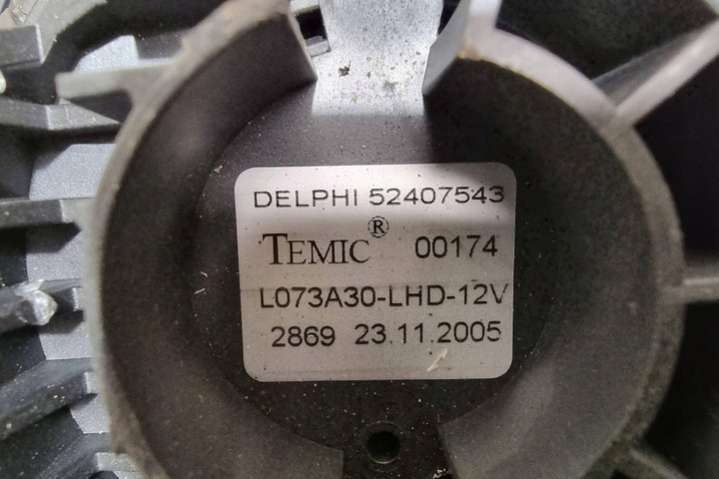 DELPHI 52407543
TEMIC® 00174
L073A30-LHD-12V
2869 23.11.2005